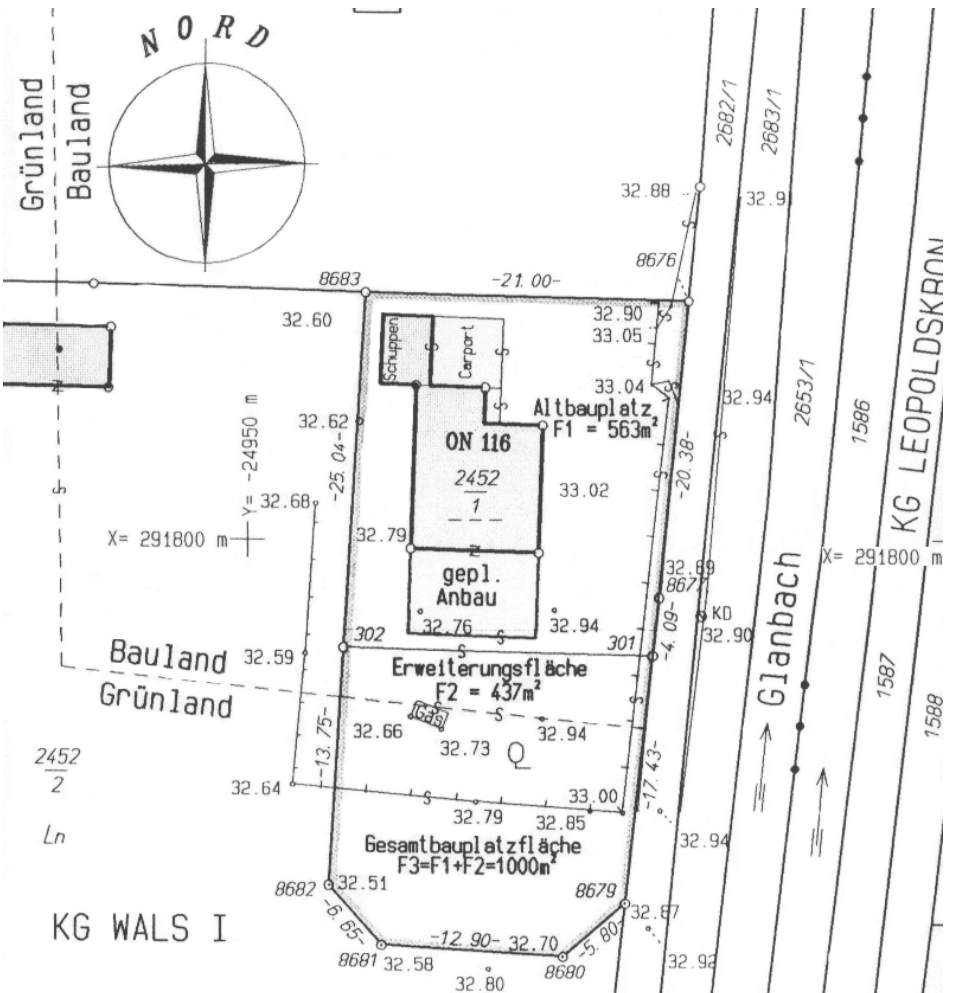 NORD
Grünland
Bauland
2682/1
2683/1
32.88
32.91
8676
8683
-21.00-
32.60
32.90
33.05
Schuppen
Carport
33.04
32.94
2653/1
1586
KG LEOPOLDSKRON
32.62
Altbauplatz
F1 = 563m²
ON 116
-25.04-
Y= -24950 m
-20.38-
2452
1
33.02
32.68
X= 291800 m
32.79
X= 291800 m
gepl.
Anbau
32.89
8677
32.76
32.94
-4.09-
KD
32.90
302
301
Glanbach
32.59
Bauland
Grünland
Erweiterungsfläche
F2 = 437m²
1587
1588
32.66
32.73
32.94
-13.75-
-17.43-
2452
2
32.64
33.00
32.79
32.85
32.94
Ln
Gesamtbauplatzfläche
F3=F1+F2=1000m²
8682
32.51
8679
32.87
KG WALS I
-6.65-
-12.90-
32.70
-5.80-
8681
32.58
8680
32.92
32.80